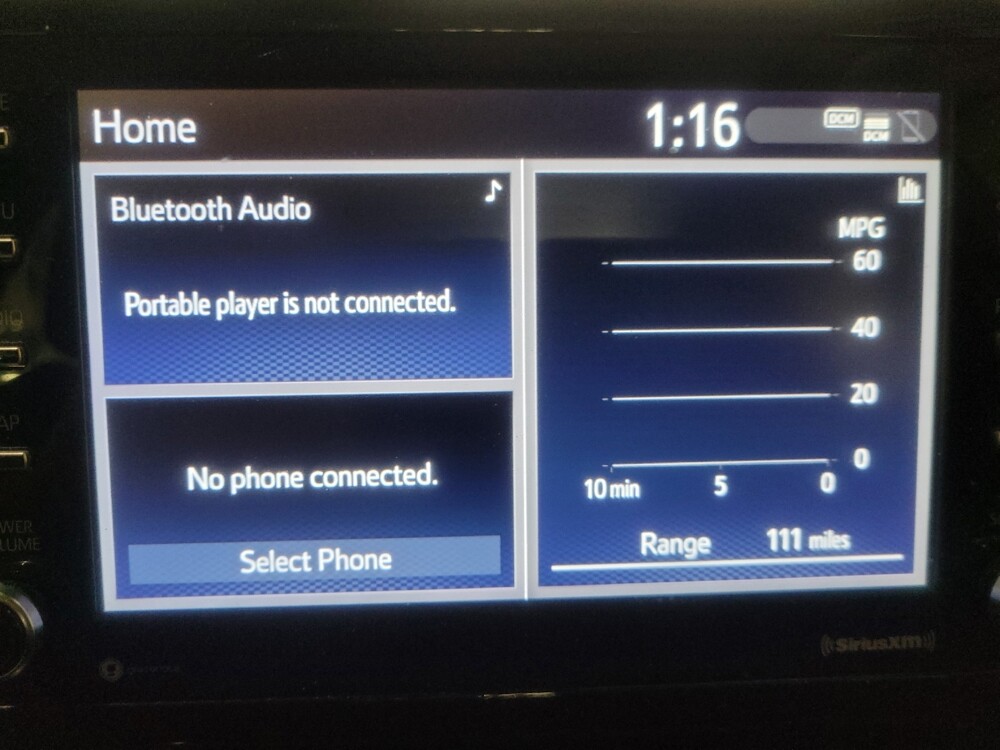 Home
1:16
DCM
DCM
Bluetooth Audio
Portable player is not connected.
No phone connected.
Select Phone
MPG
60
40
20
0
10 min 5 0
Range 111 miles
SiriusXM